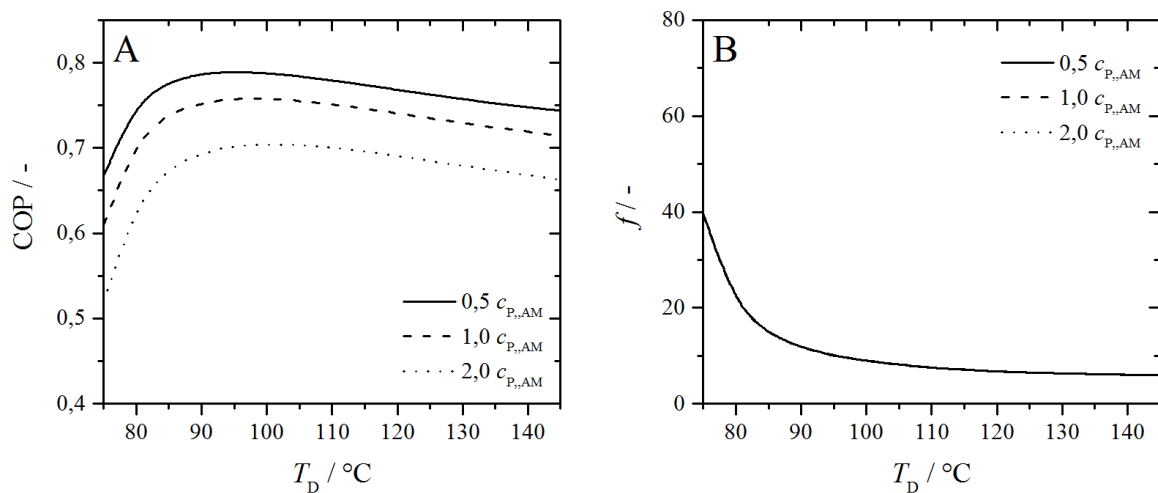 A
0,8
0,7
0,6
0,5
0,4
COP / -
0,5 c_P,,AM
1,0 c_P,,AM
2,0 c_P,,AM
80 90 100 110 120 130 140
T_D / °C
B
80
60
40
20
0
f / -
0,5 c_P,,AM
1,0 c_P,,AM
2,0 c_P,,AM
80 90 100 110 120 130 140
T_D / °C